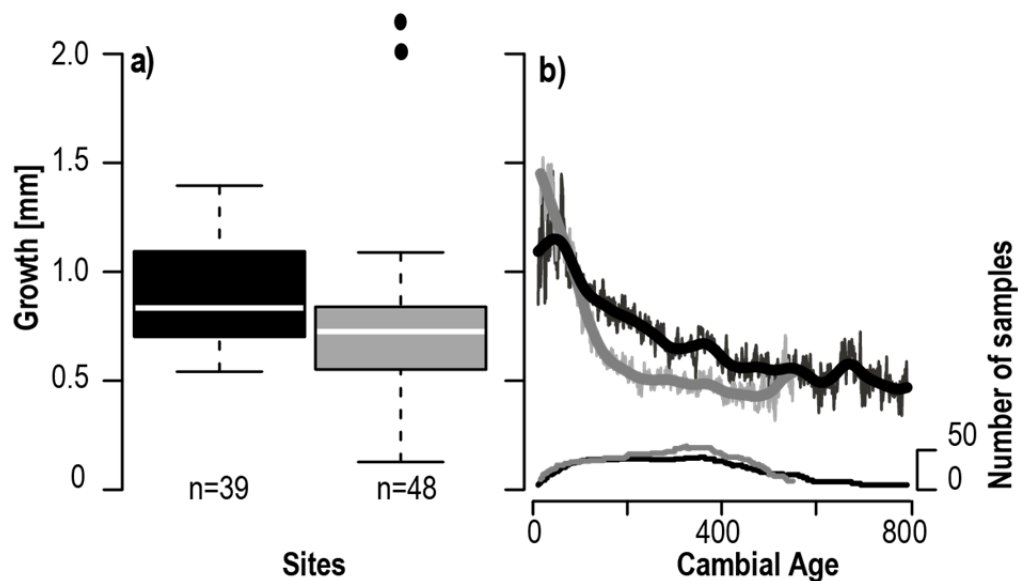 a)
2.0
1.5
1.0
0.5
0
Growth [mm]
n=39
n=48
Sites
b)
50
0
Number of samples
0
400
800
Cambial Age